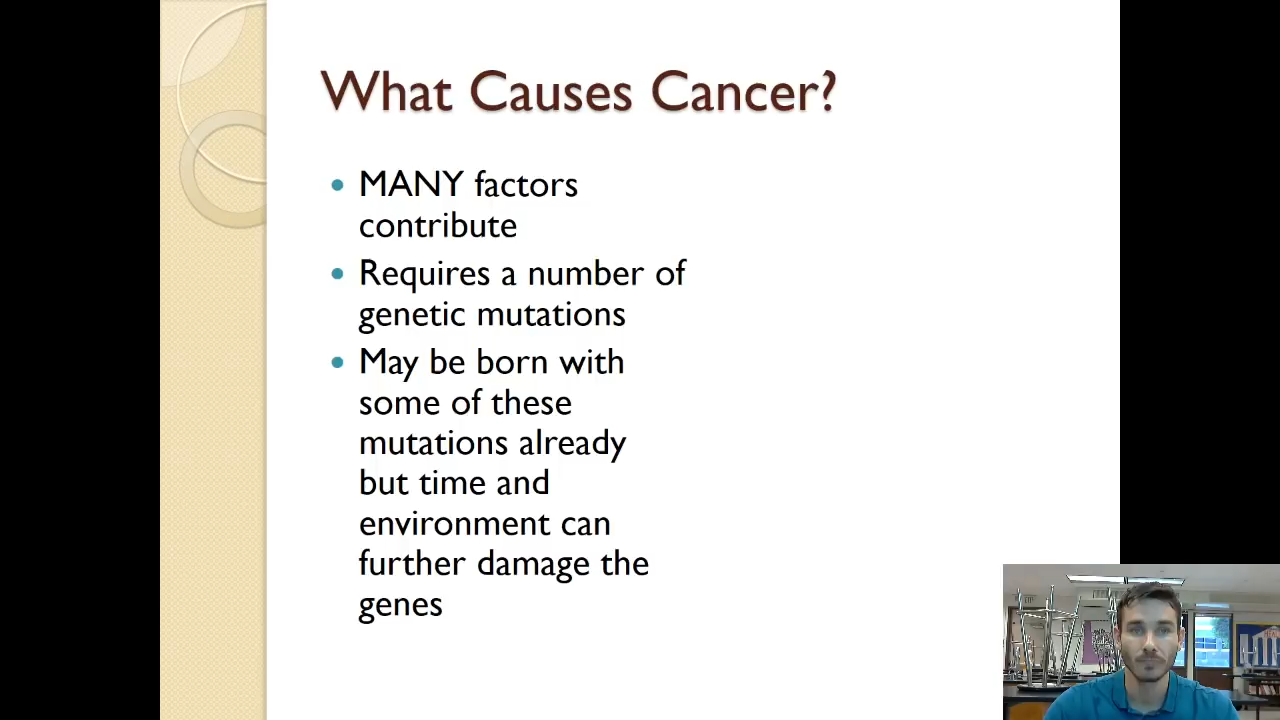 What Causes Cancer?
MANY factors
contribute
Requires a number of
genetic mutations
May be born with
some of these
mutations already
but time and
environment can
further damage the
genes